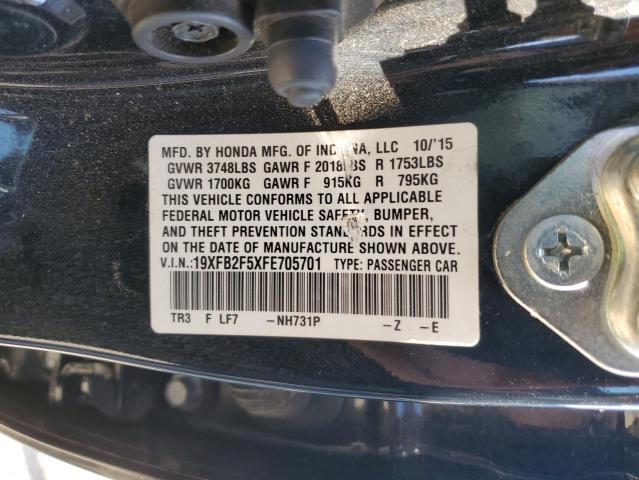 MFD. BY HONDA MFG. OF INDIANA, LLC 10/'15
GVWR 3748LBS GAWR F 2018LBS R 1753LBS
GVWR 1700KG GAWR F 915KG R 795KG
THIS VEHICLE CONFORMS TO ALL APPLICABLE
FEDERAL MOTOR VEHICLE SAFETY, BUMPER,
AND THEFT PREVENTION STANDARDS IN EFFECT
ON THE DATE OF MANUFACTURE SHOWN ABOVE.
V.I.N.:19XFB2F5XFE705701 TYPE: PASSENGER CAR
TR3 F LF7 -NH731P -Z -E